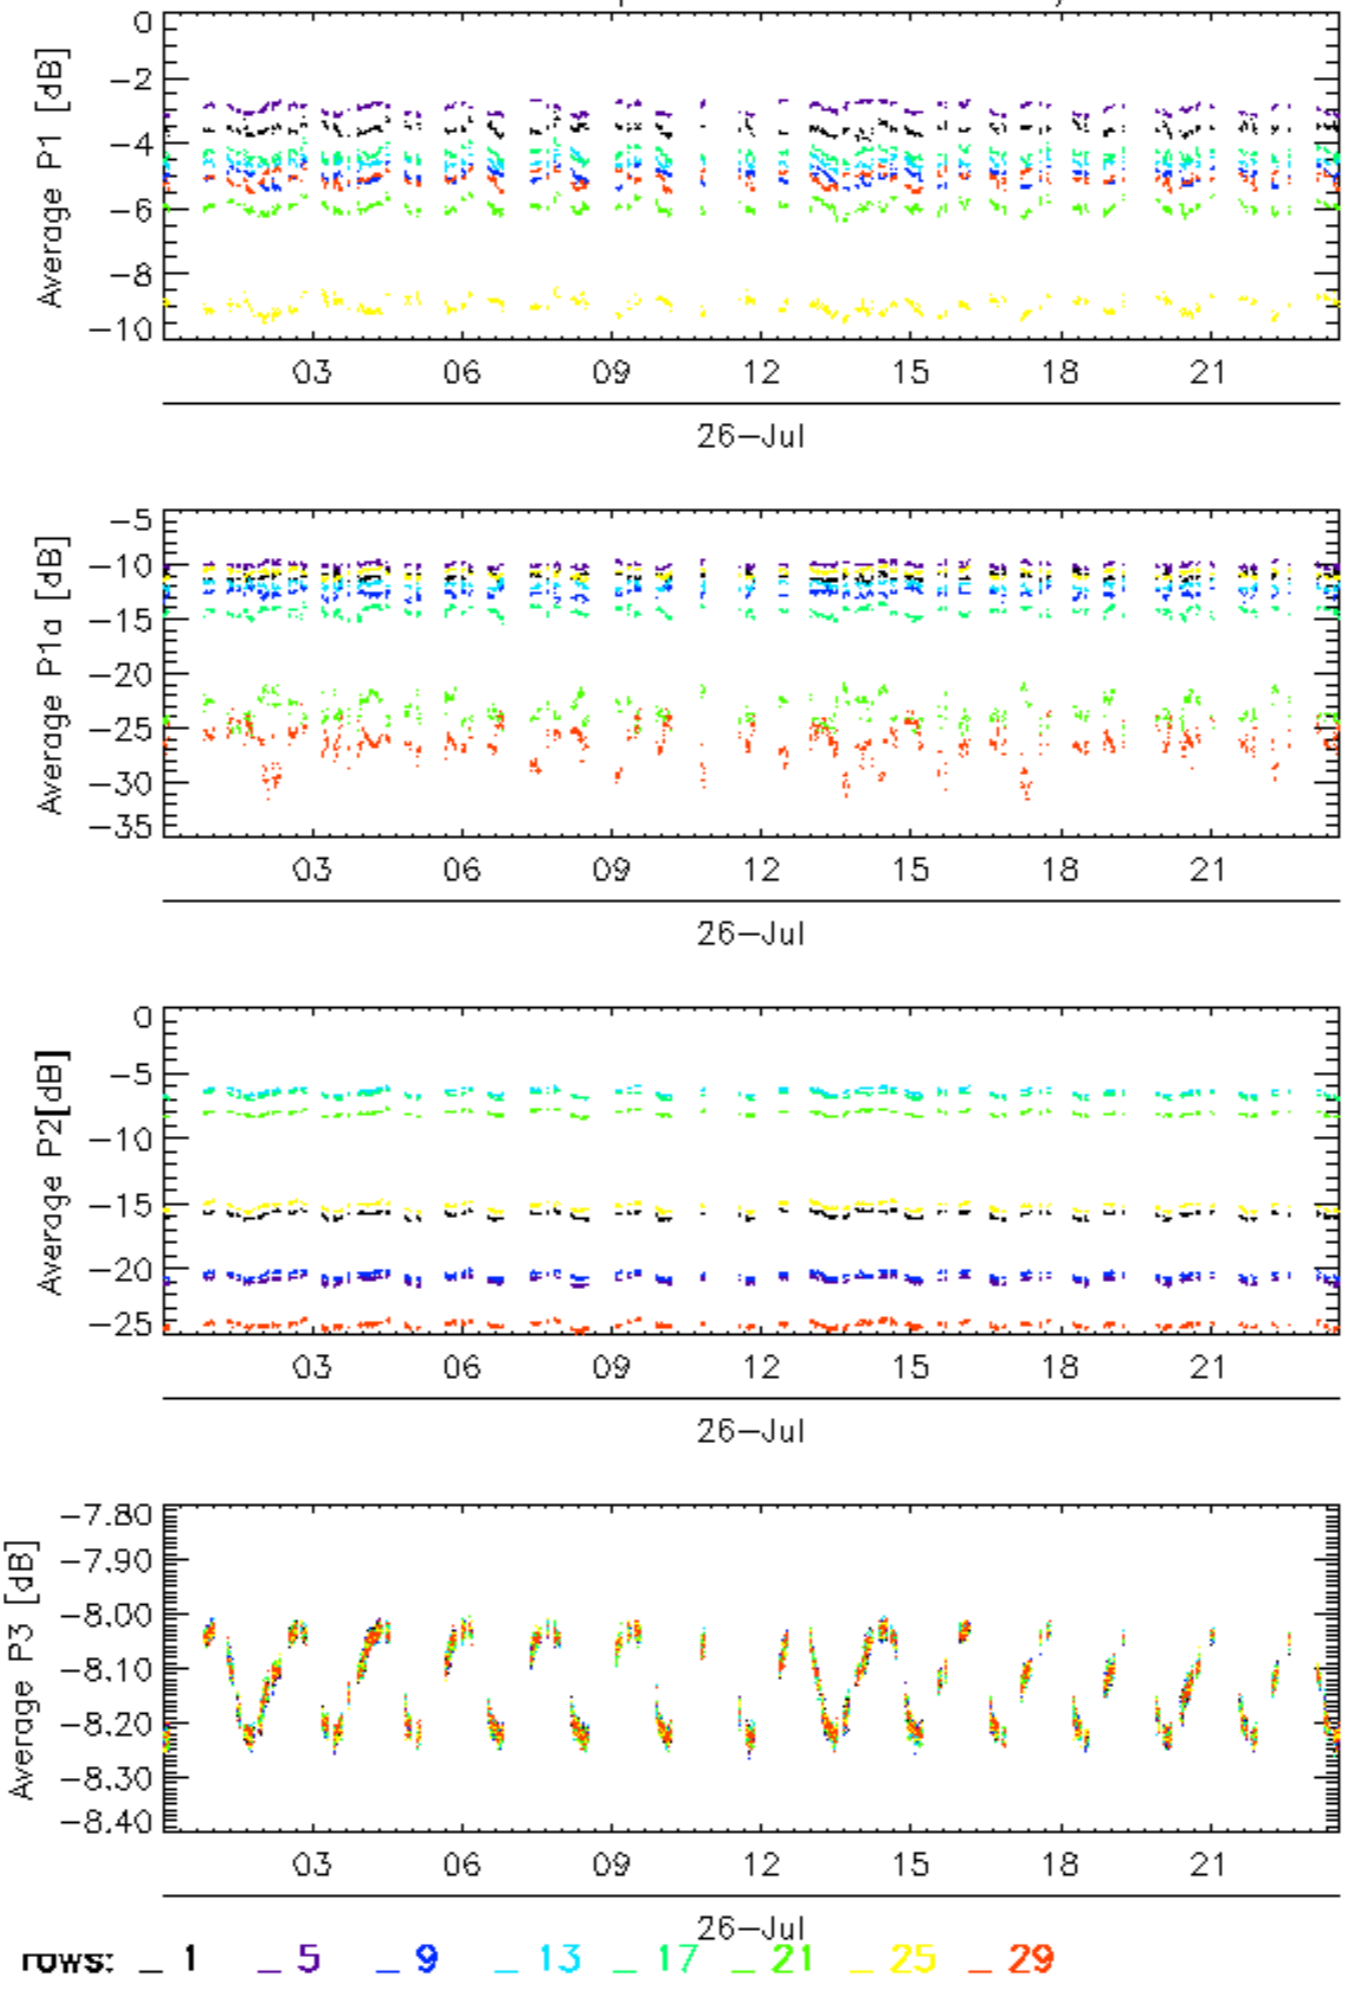 Average P1 [dB]
0
−2
−4
−6
−8
−10
03 06 09 12 15 18 21
26−Jul
Average P1a [dB]
−5
−10
−15
−20
−25
−30
−35
03 06 09 12 15 18 21
26−Jul
Average P2[dB]
0
−5
−10
−15
−20
−25
03 06 09 12 15 18 21
26−Jul
Average P3 [dB]
−7.80
−7.90
−8.00
−8.10
−8.20
−8.30
−8.40
03 06 09 12 15 18 21
26−Jul
rows: _ 1 _ 5 _ 9 _ 13 _ 17 _ 21 _ 25 _ 29